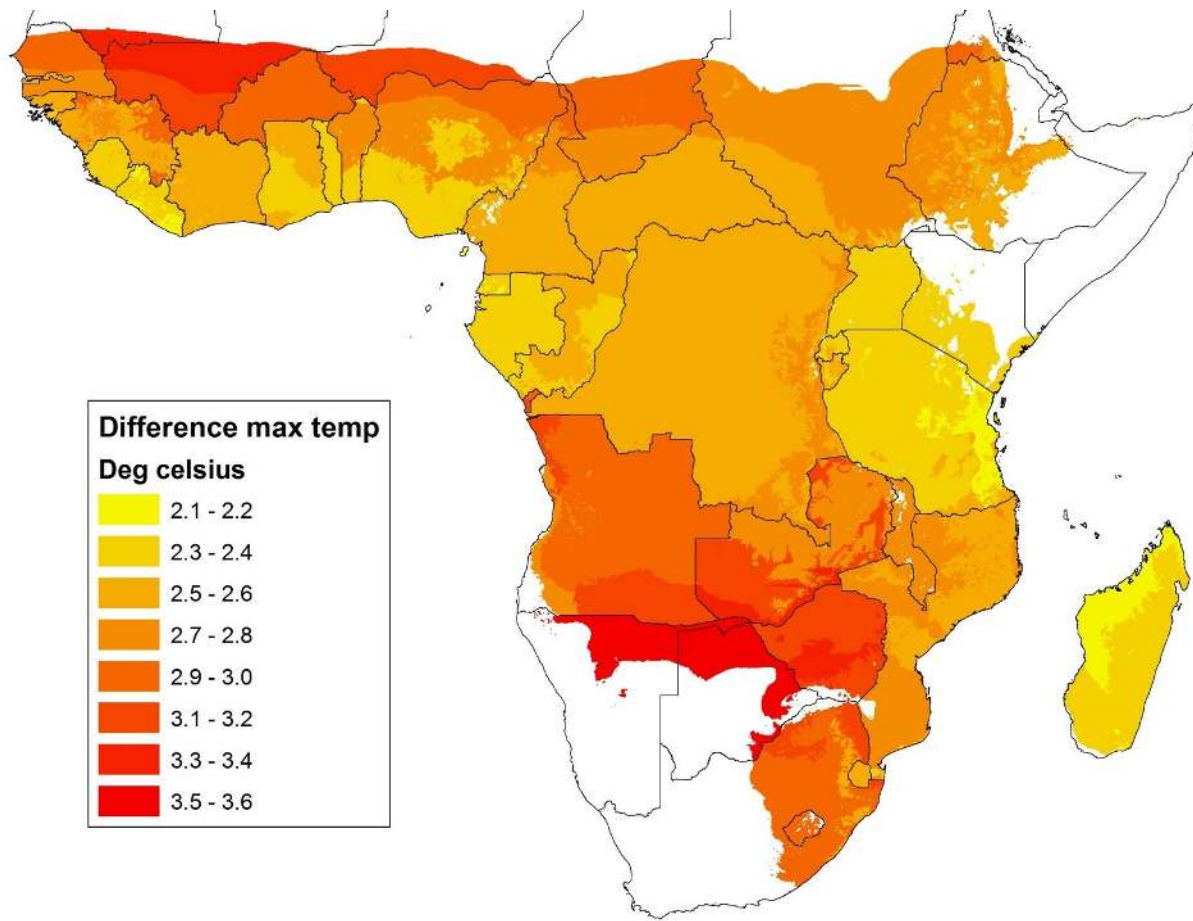 Difference max temp
Deg celsius
2.1 - 2.2
2.3 - 2.4
2.5 - 2.6
2.7 - 2.8
2.9 - 3.0
3.1 - 3.2
3.3 - 3.4
3.5 - 3.6